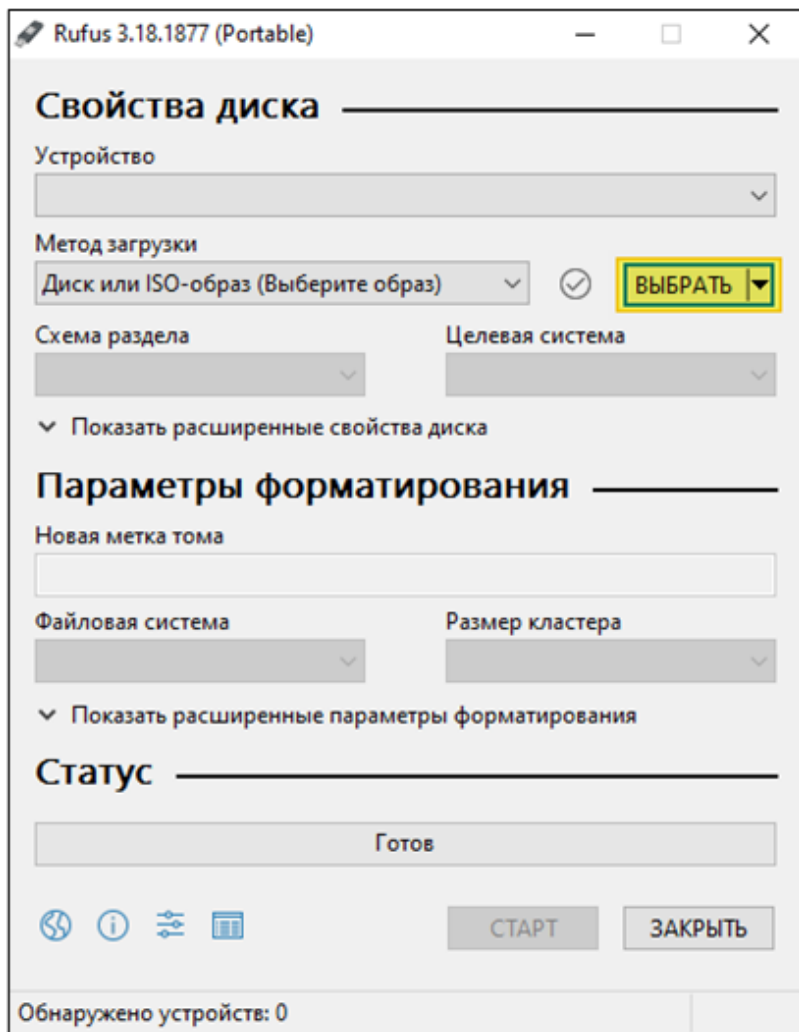 Rufus 3.18.1877 (Portable)
Свойства диска
Устройство
Метод загрузки
Диск или ISO-образ (Выберите образ)
ВЫБРАТЬ
Схема раздела
Целевая система
Показать расширенные свойства диска
Параметры форматирования
Новая метка тома
Файловая система
Размер кластера
Показать расширенные параметры форматирования
Статус
Готов
СТАРТ
ЗАКРЫТЬ
Обнаружено устройств: 0